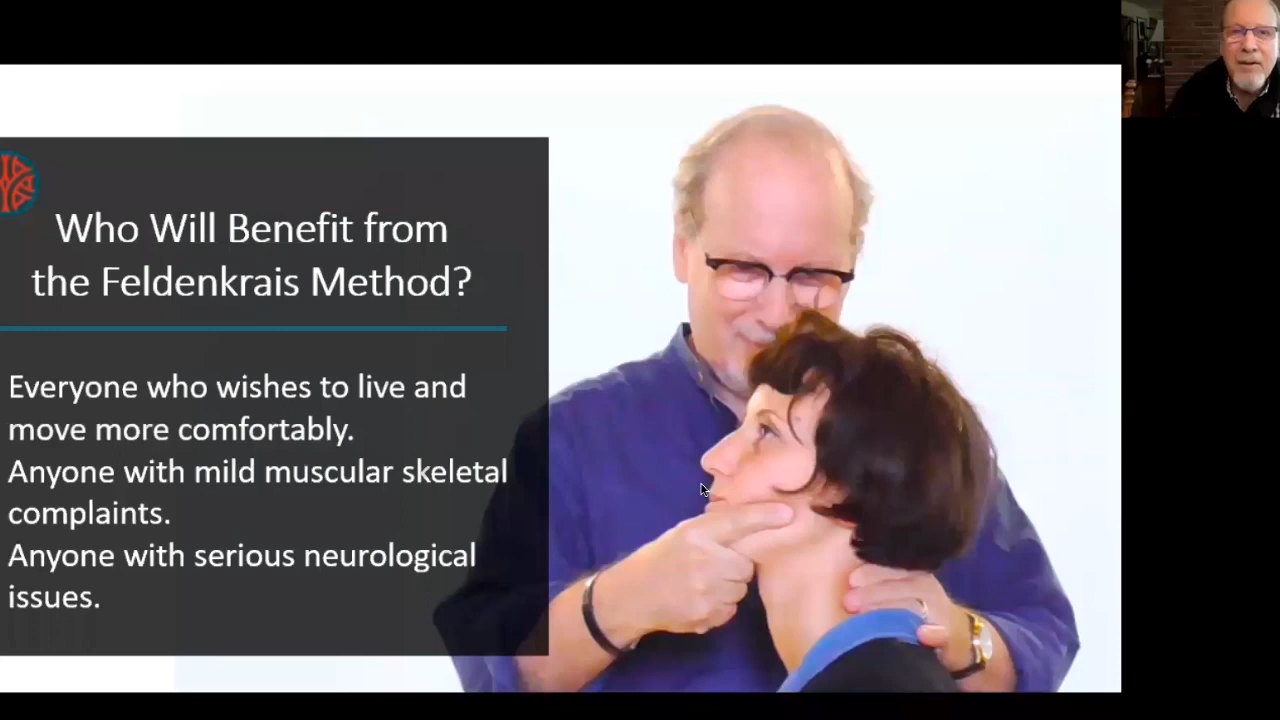 Who Will Benefit from
the Feldenkrais Method?
Everyone who wishes to live and
move more comfortably.
Anyone with mild muscular skeletal
complaints.
Anyone with serious neurological
issues.